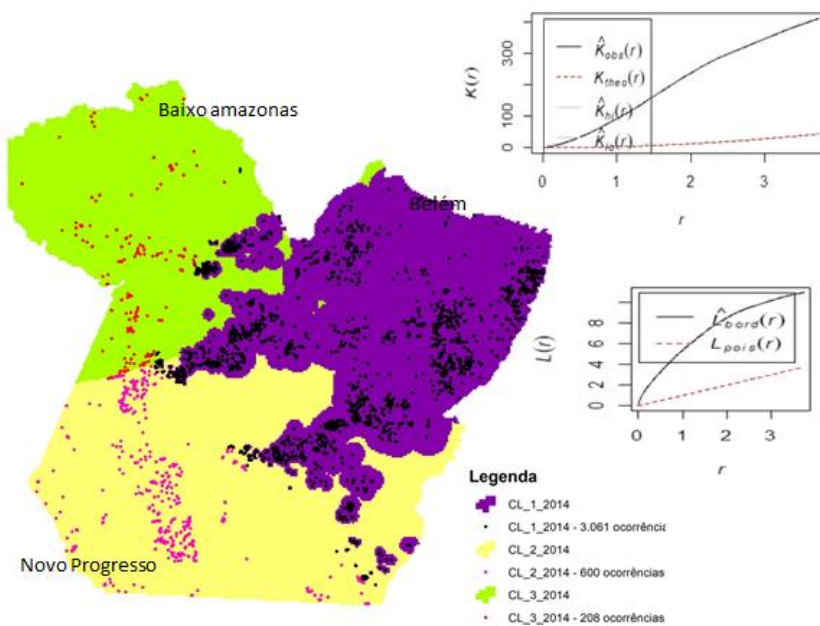 Baixo amazonas
Belém
Novo Progresso
K(r)
300
100
0
K̂obs(r)
Ktheo(r)
K̂hi(r)
K̂lo(r)
0 1 2 3
r
L(r)
8
6
4
2
0
L̂bord(r)
Lpois(r)
0 1 2 3
r
Legenda
CL_1_2014
CL_1_2014 - 3.061 ocorrência
CL_2_2014
CL_2_2014 - 600 ocorrências
CL_3_2014
CL_3_2014 - 208 ocorrências